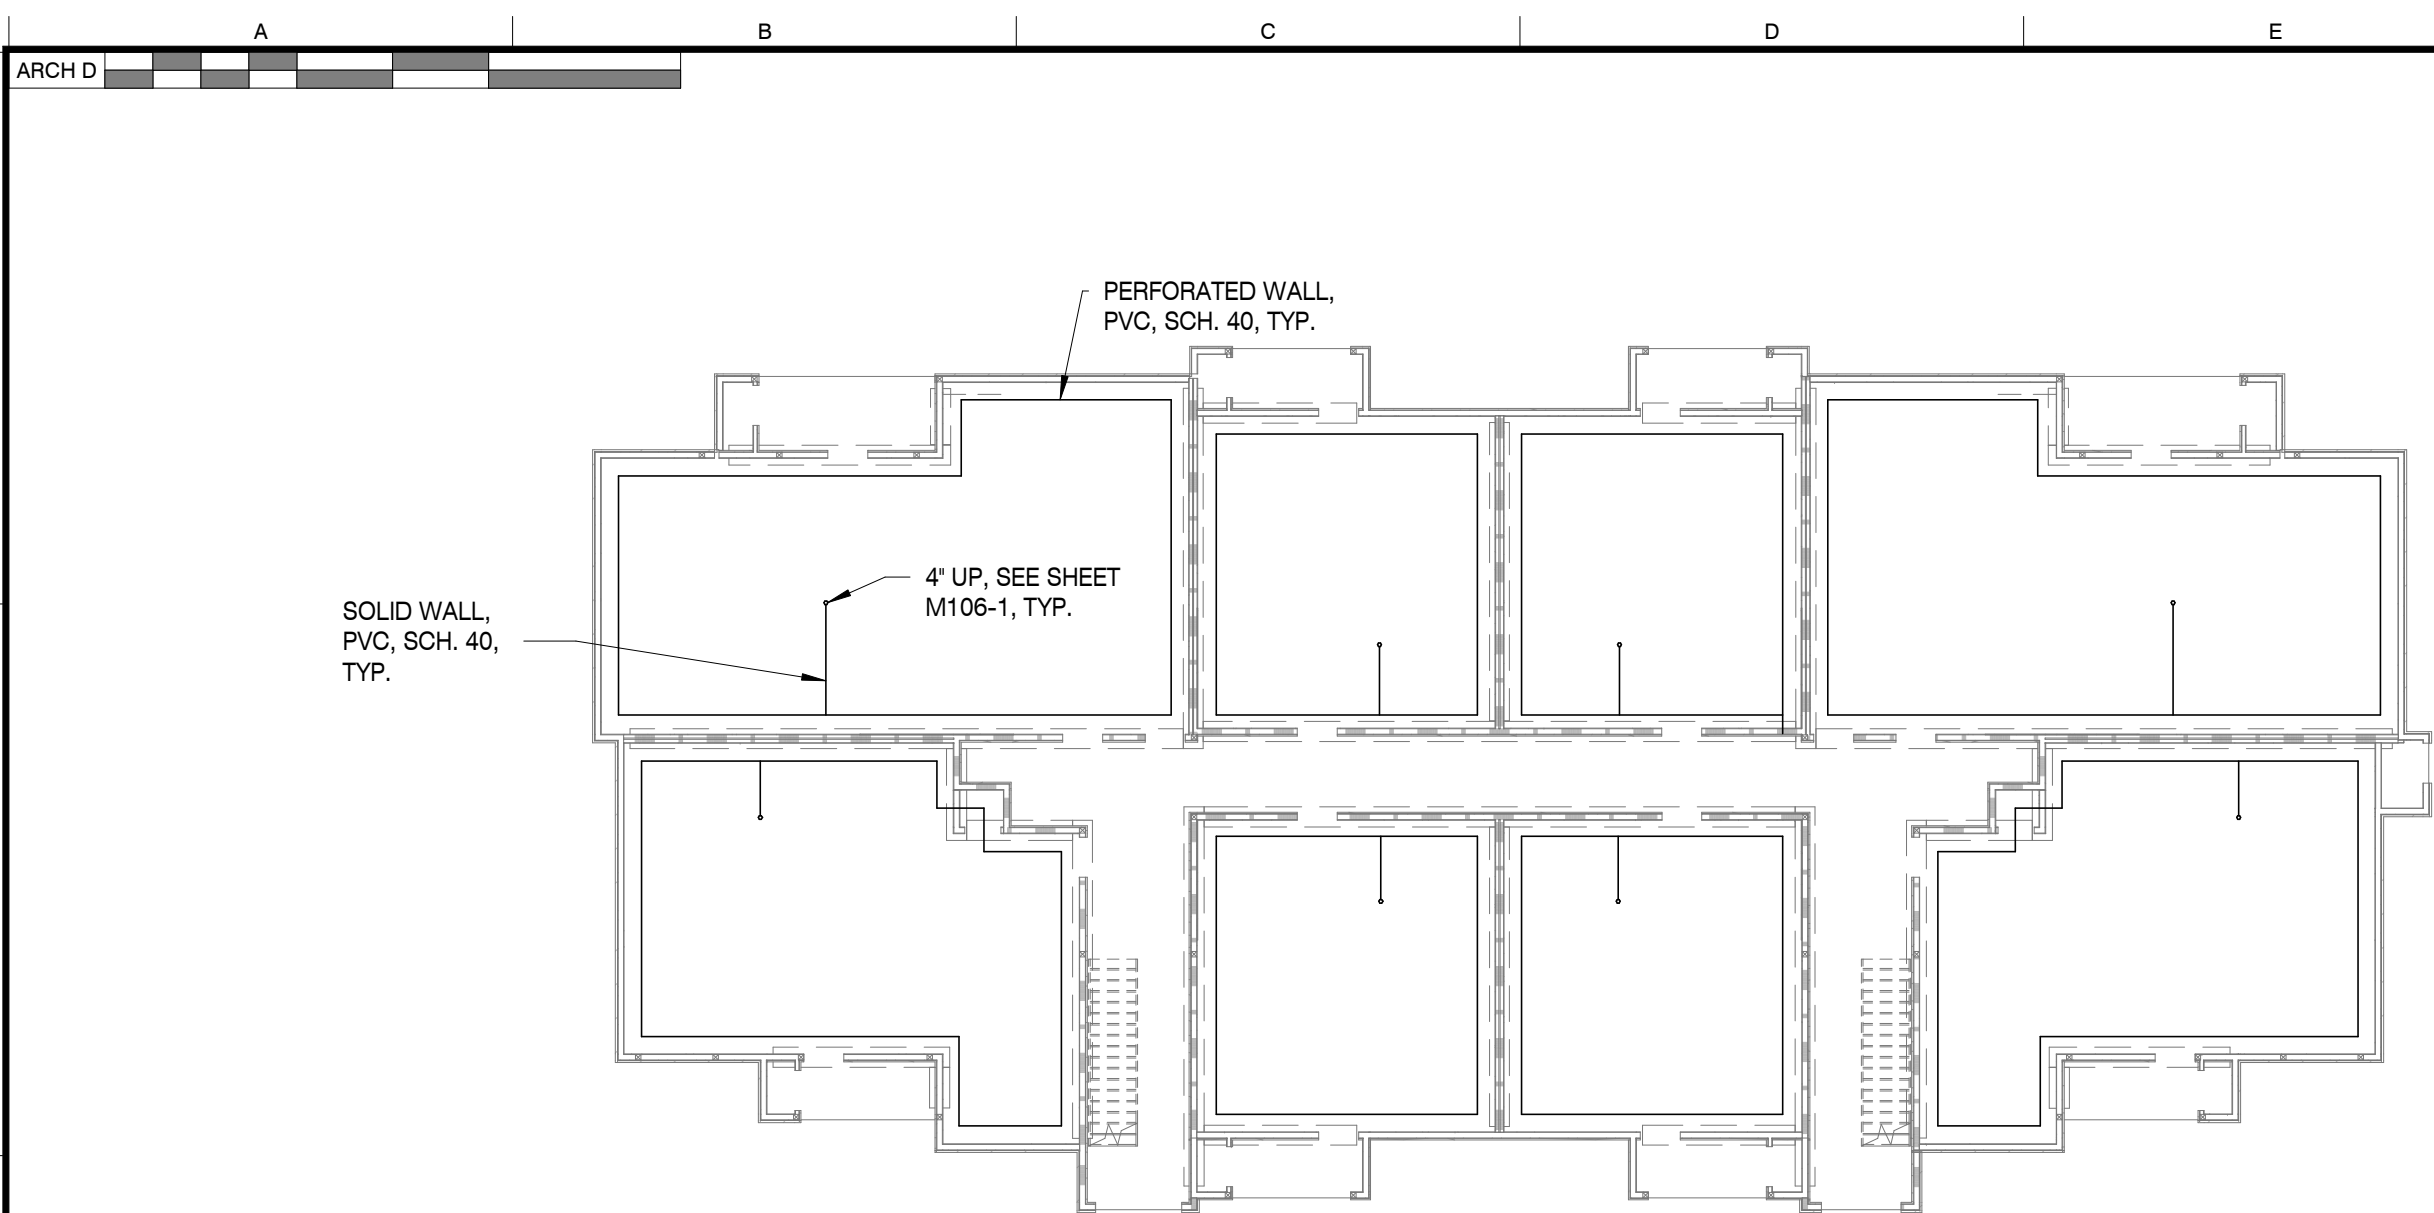 A
B
C
D
E
ARCH D
PERFORATED WALL,
PVC, SCH. 40, TYP.
4" UP, SEE SHEET
M106-1, TYP.
SOLID WALL,
PVC, SCH. 40,
TYP.